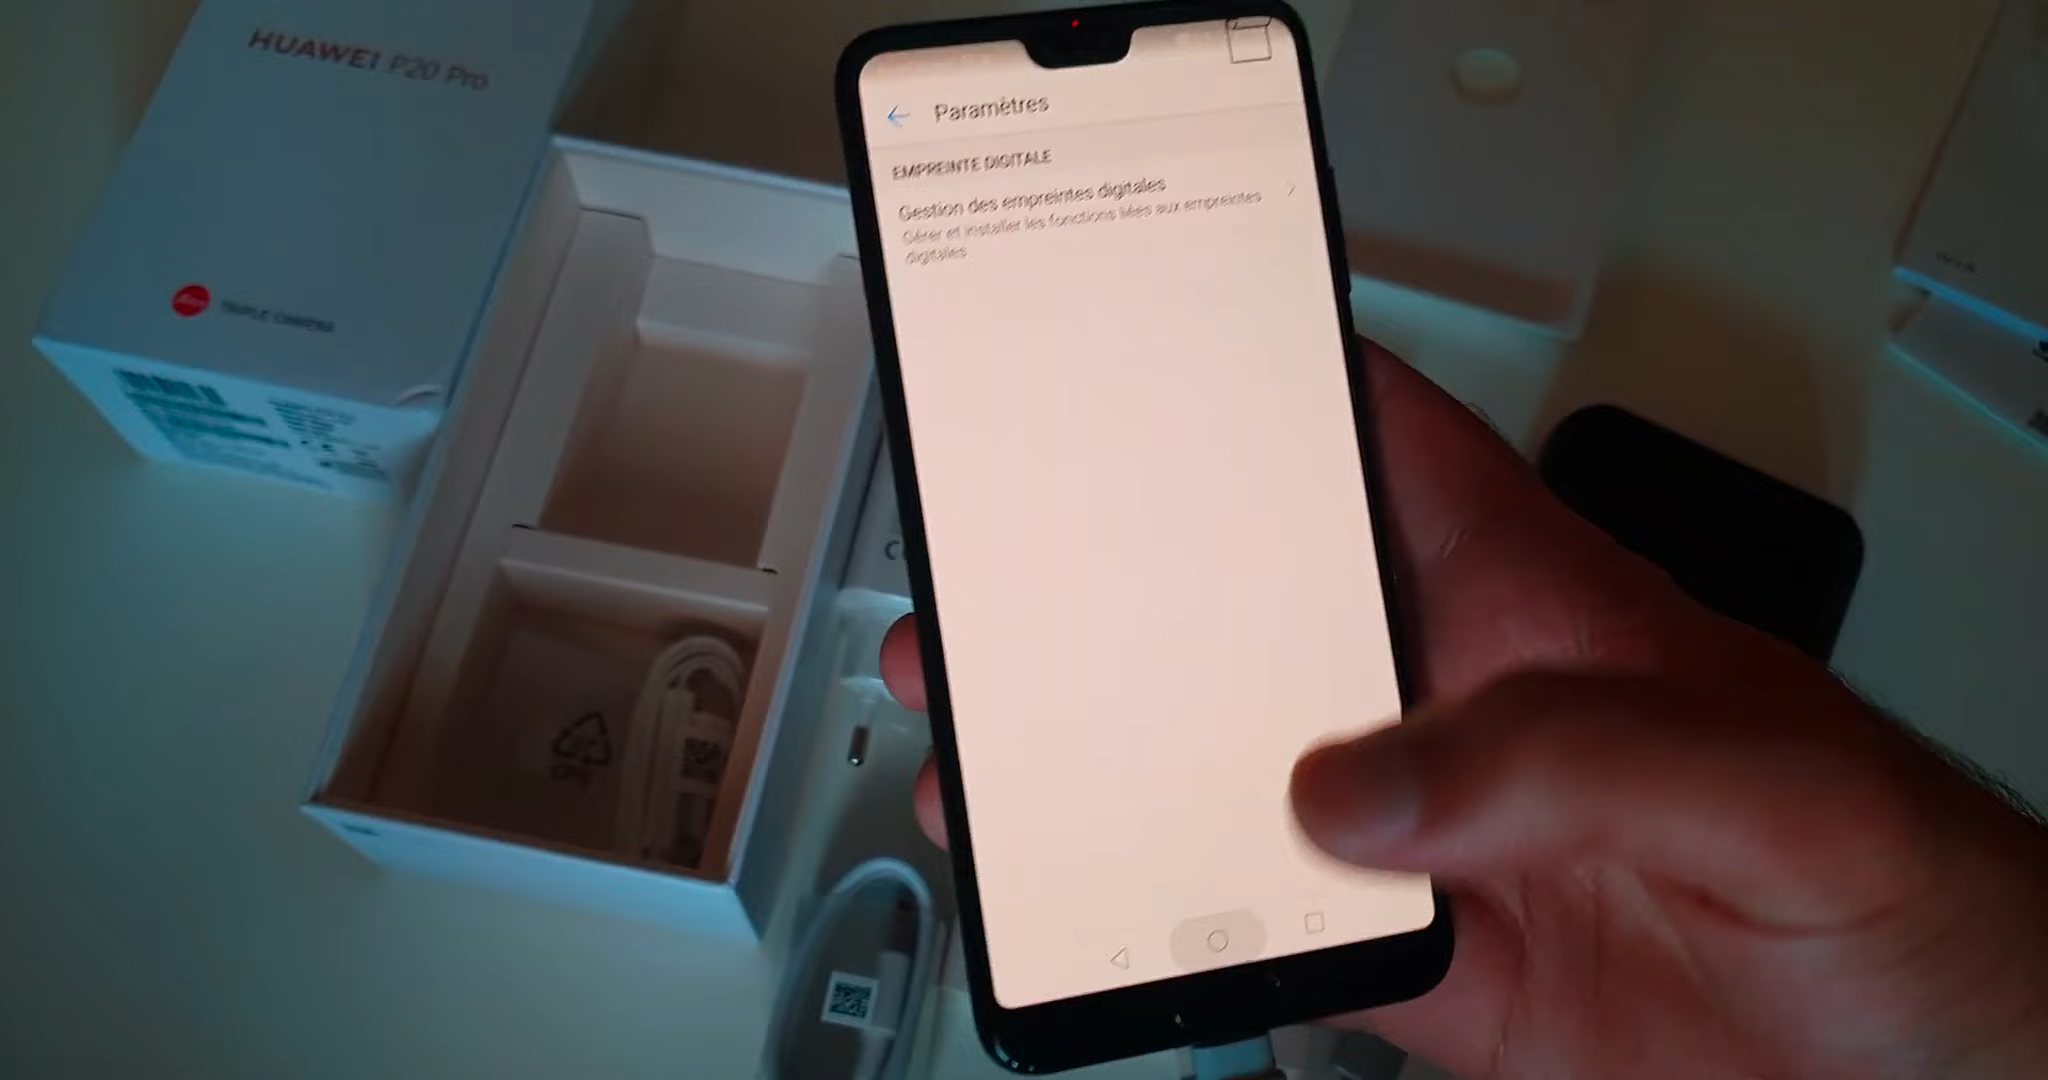 HUAWEI P20 Pro
TRIPLE CAMERA
Paramètres
EMPREINTE DIGITALE
Gestion des empreintes digitales
Gérer et installer les fonctions liées aux empreintes
digitales